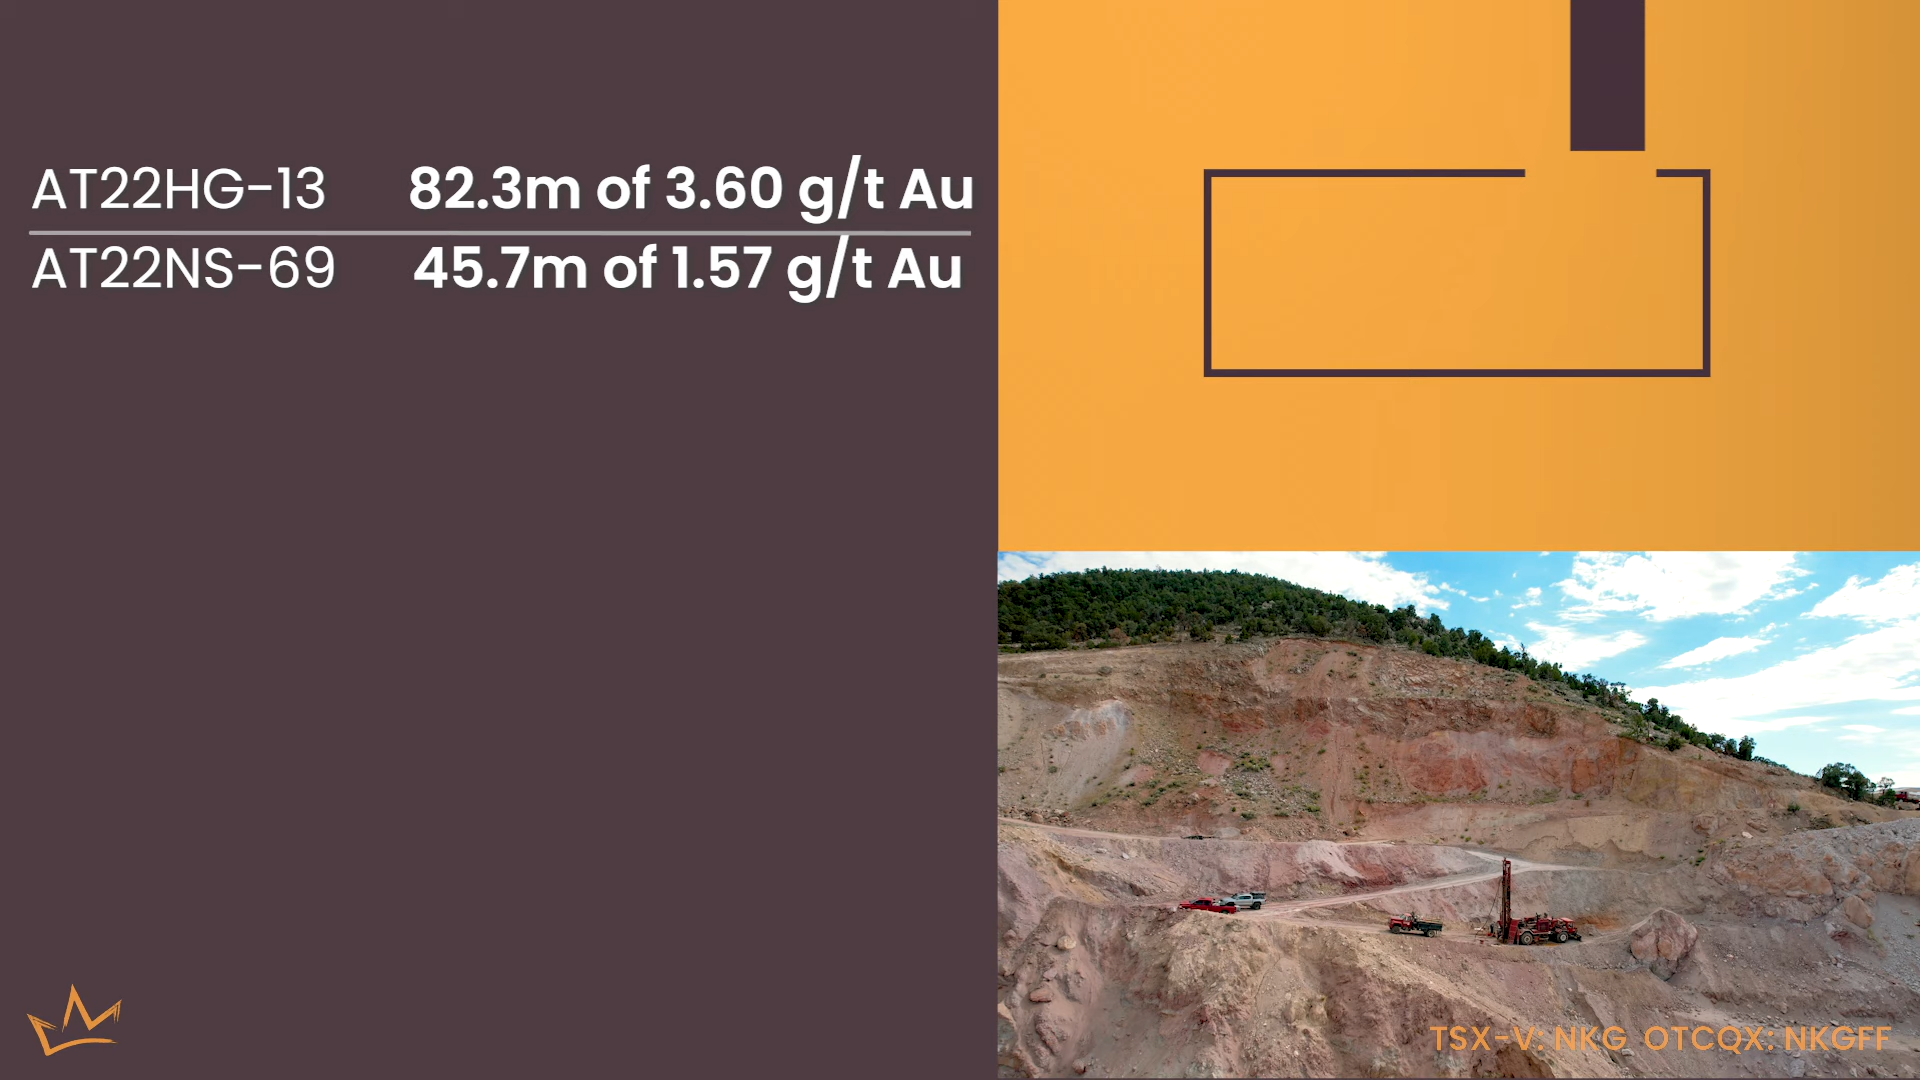 AT22HG-13 82.3m of 3.60 g/t Au
AT22NS-69 45.7m of 1.57 g/t Au
TSX-V: NKG OTCQX: NKGFF